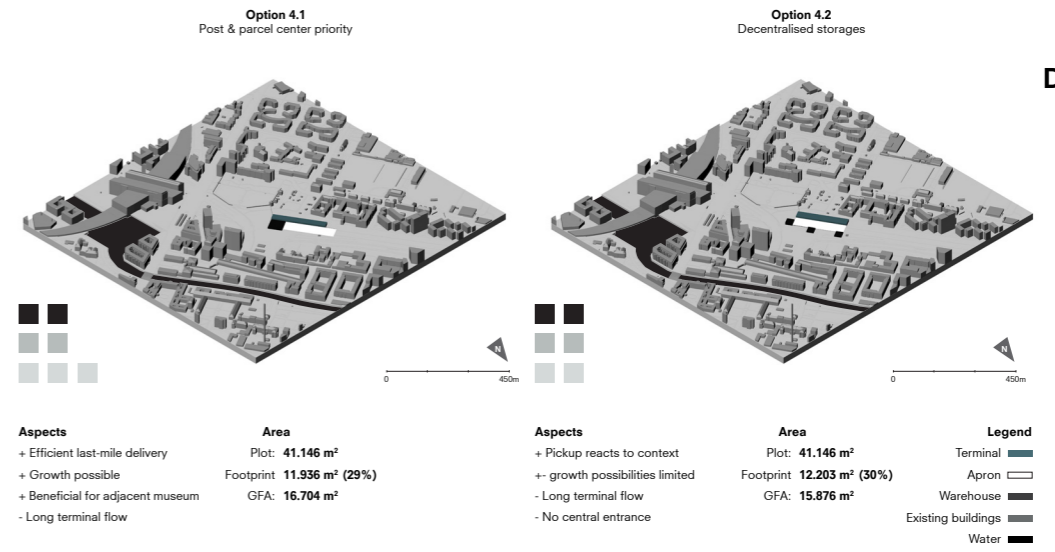 Option 4.1
Post & parcel center priority
Option 4.2
Decentralised storages
D
N
0
450m
N
0
450m
Aspects
+ Efficient last-mile delivery
+ Growth possible
+ Beneficial for adjacent museum
- Long terminal flow
Area
Plot: 41.146 m²
Footprint 11.936 m² (29%)
GFA: 16.704 m²
Aspects
+ Pickup reacts to context
+- growth possibilities limited
- Long terminal flow
- No central entrance
Area
Plot: 41.146 m²
Footprint 12.203 m² (30%)
GFA: 15.876 m²
Legend
Terminal
Apron
Warehouse
Existing buildings
Water